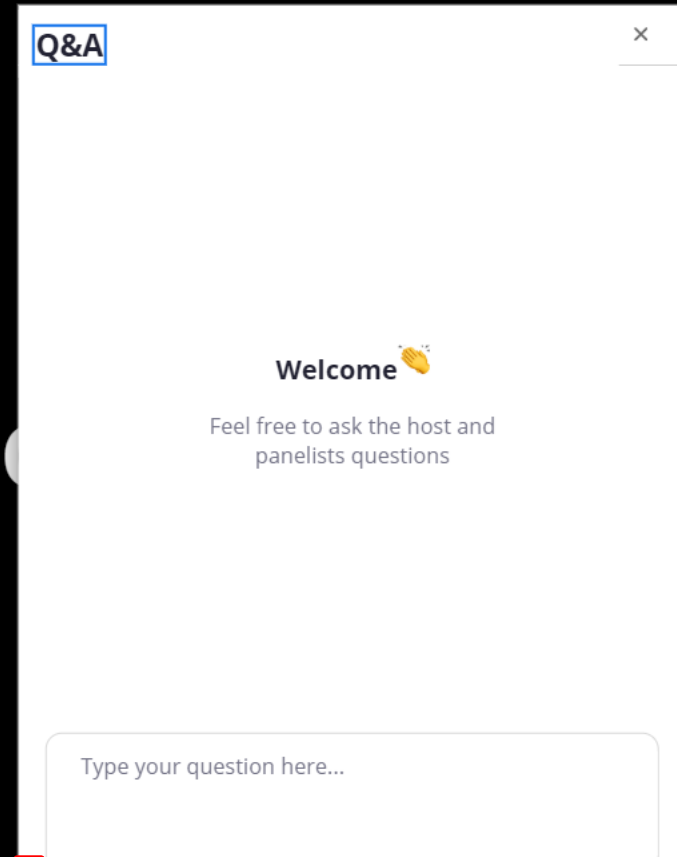 Q&A
Welcome👏
Feel free to ask the host and
panelists questions
Type your question here...